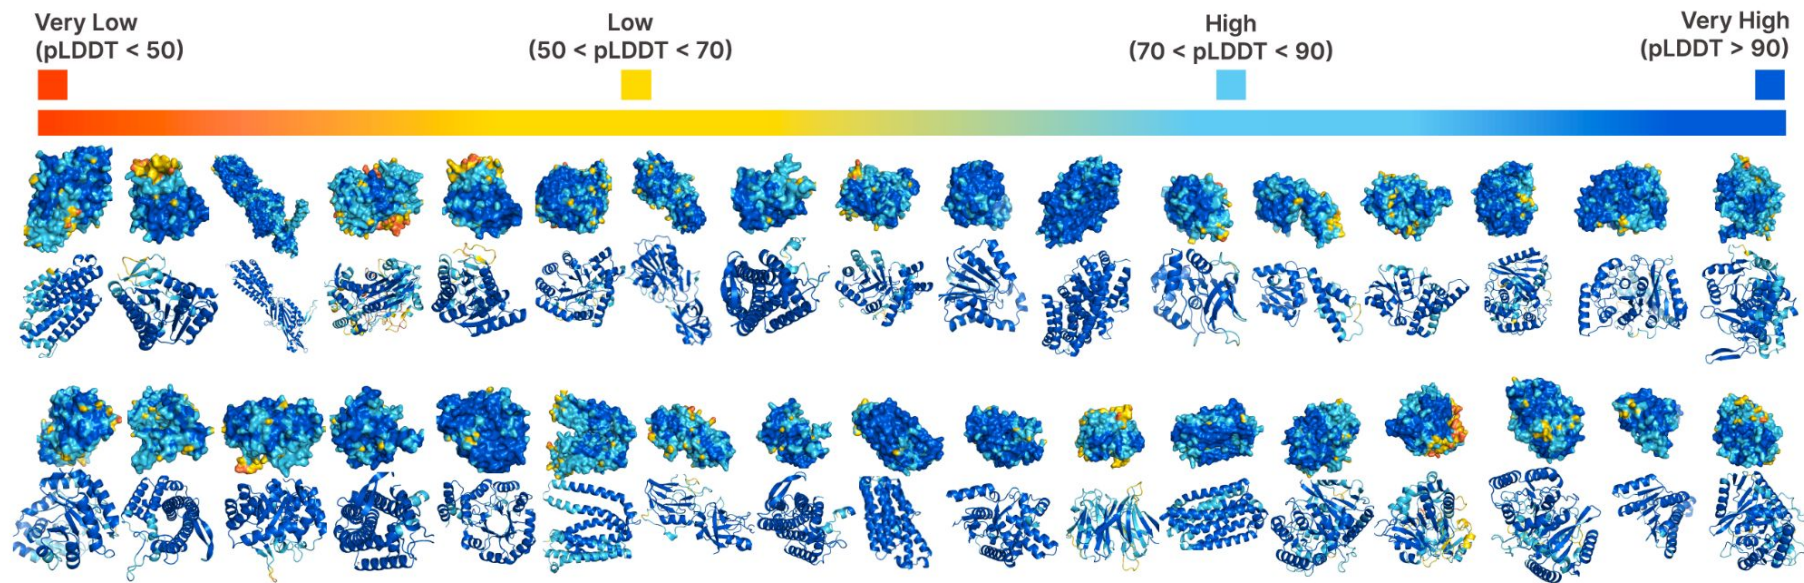 Very Low
(pLDDT < 50)
Low
(50 < pLDDT < 70)
High
(70 < pLDDT < 90)
Very High
(pLDDT > 90)